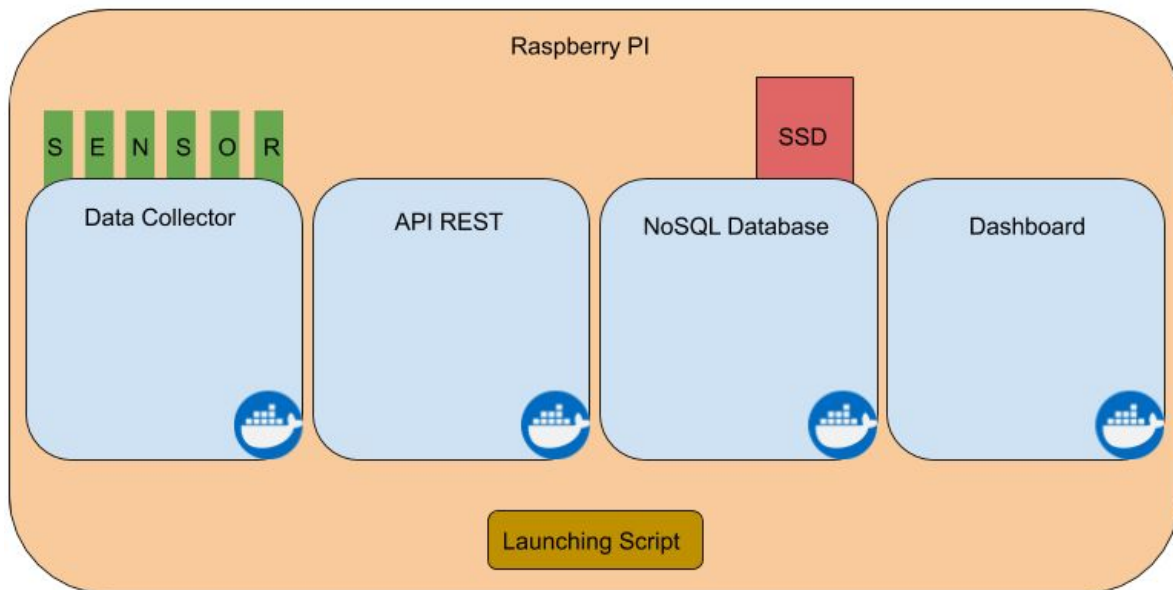 Raspberry PI
S E N S O R
SSD
Data Collector
API REST
NoSQL Database
Dashboard
Launching Script